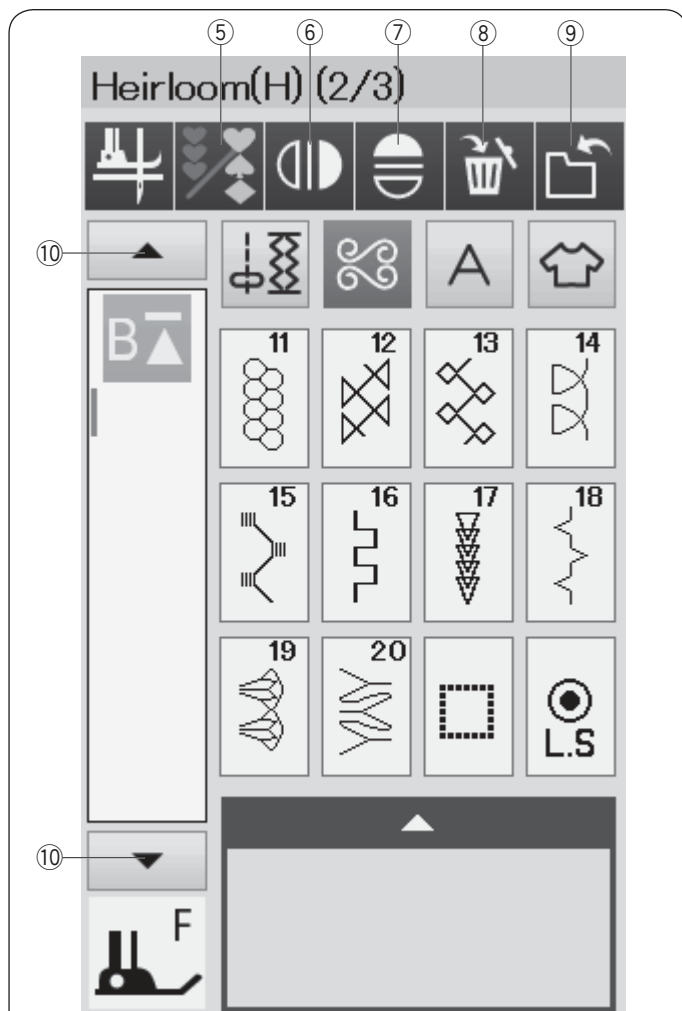 ⑤ ⑥ ⑦ ⑧ ⑨
Heirloom(H) (2/3)
⑩
A
B
11 12 13 14
15 16 17 18
19 20
L.S
⑩
F